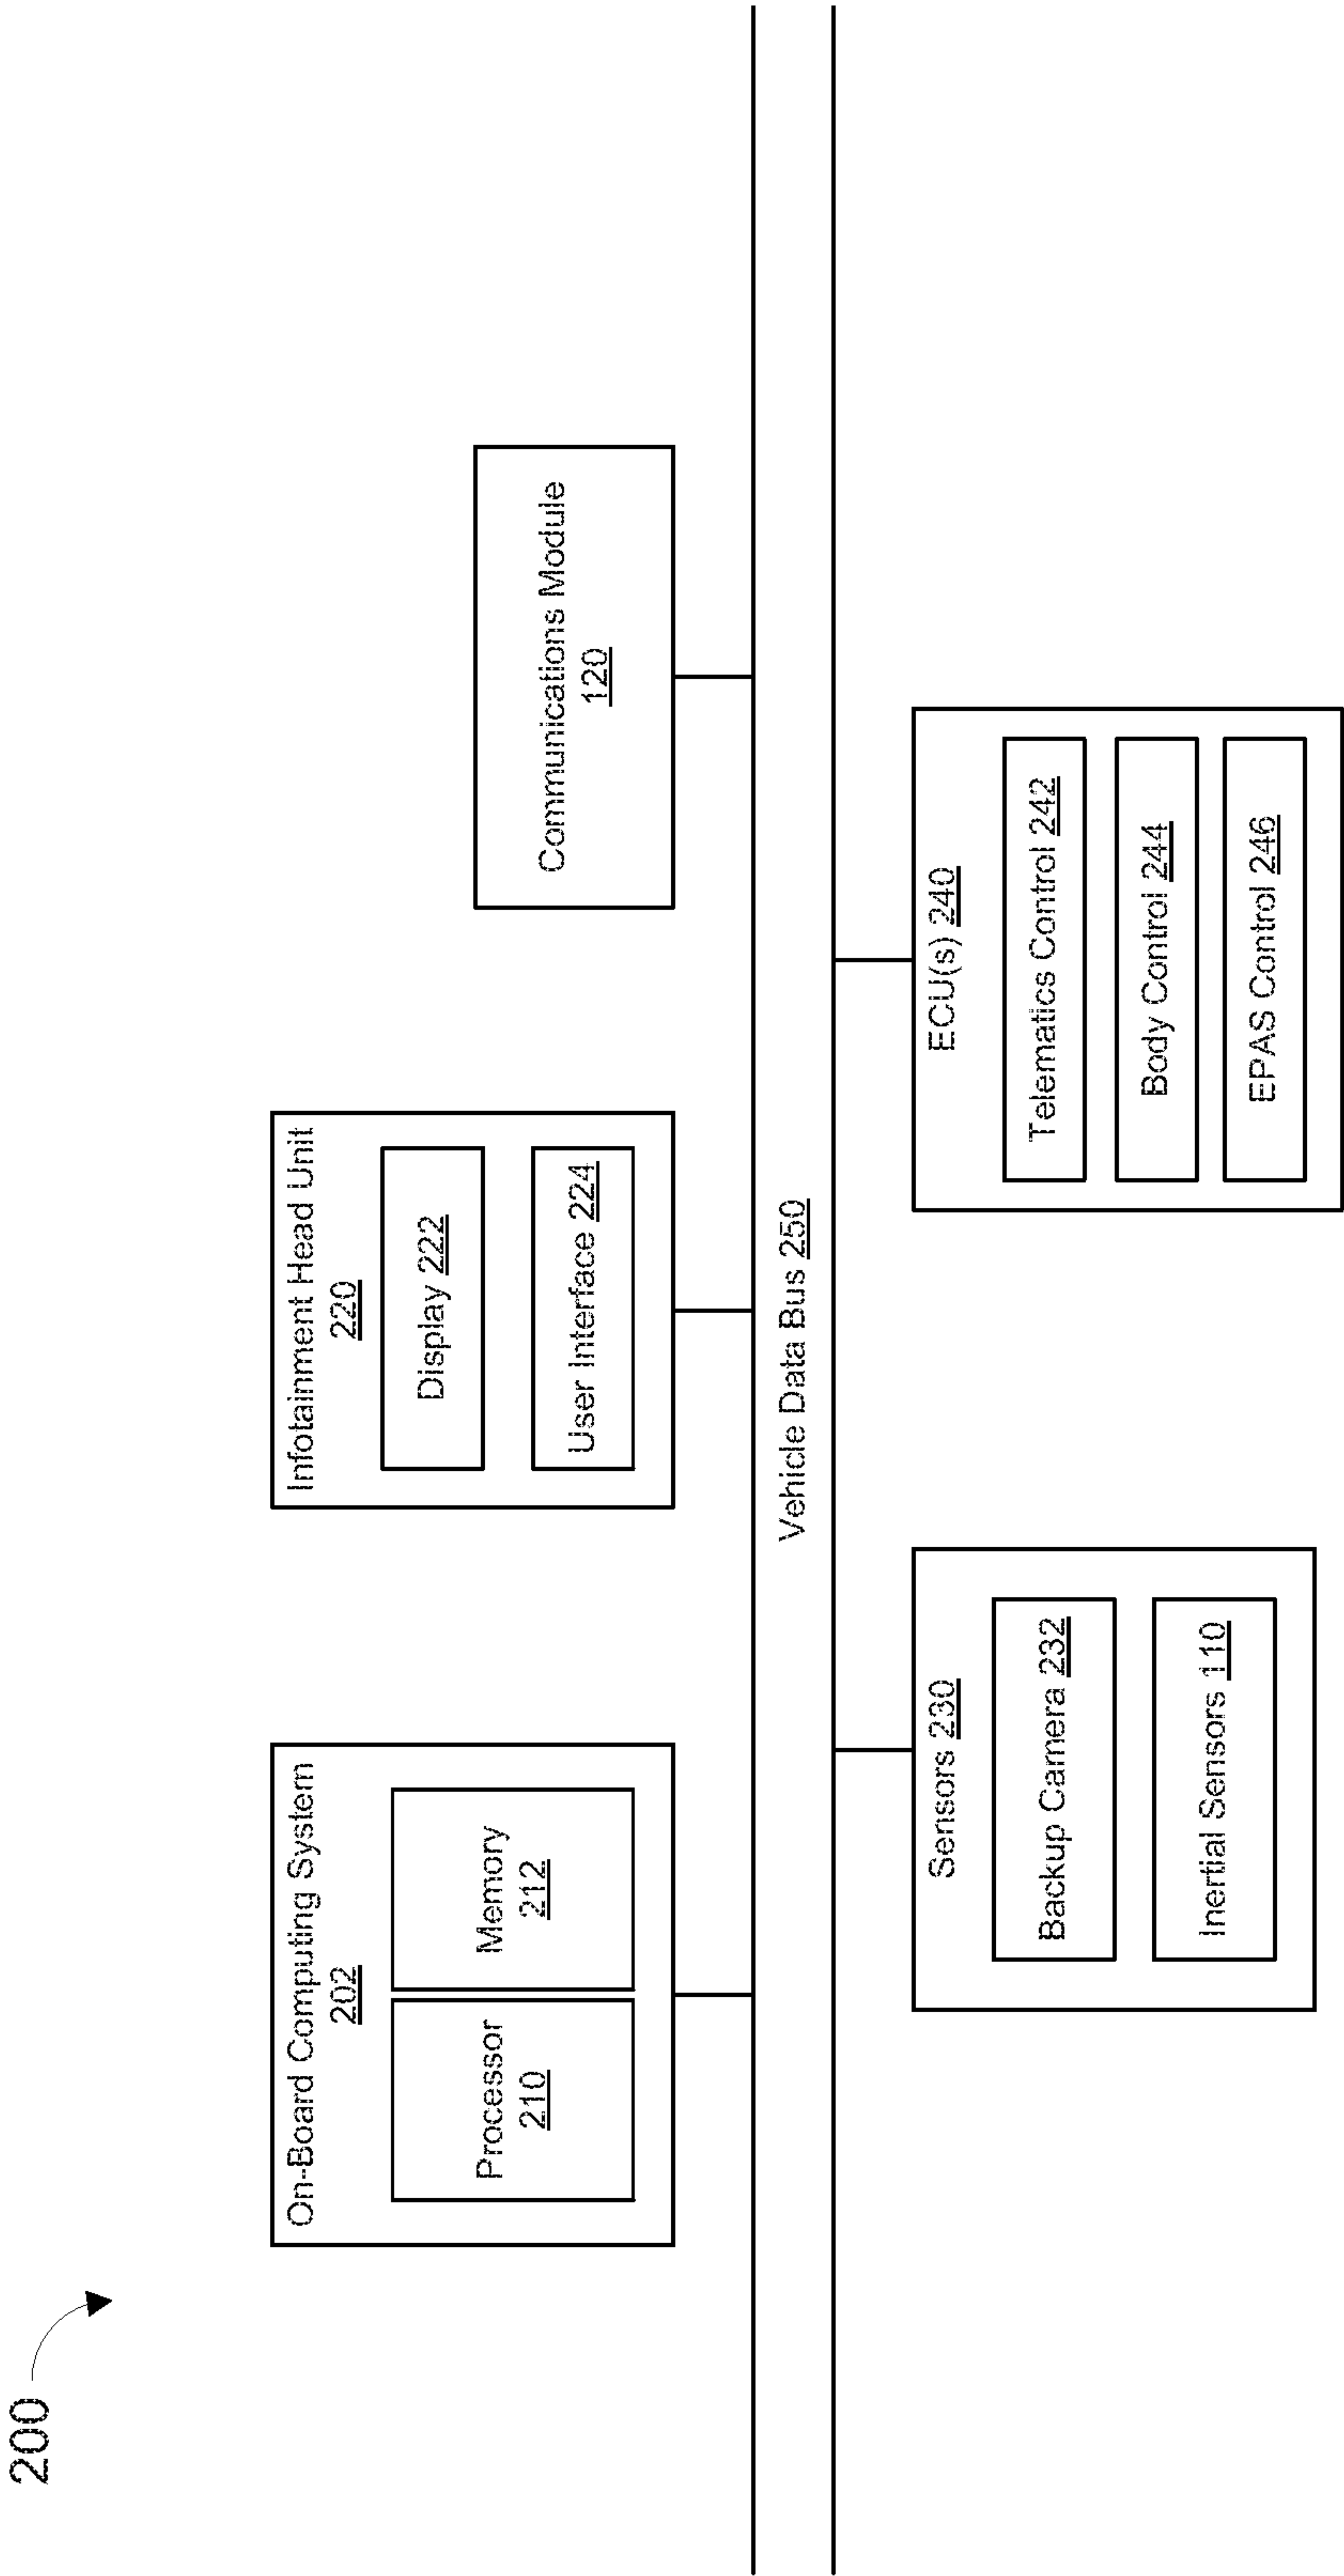 200
On-Board Computing System
202
Processor
210
Memory
212
Infotainment Head Unit
220
Display 222
User Interface 224
Communications Module
120
Vehicle Data Bus 250
Sensors 230
Backup Camera 232
Inertial Sensors 110
ECU(s) 240
Telematics Control 242
Body Control 244
EPAS Control 246